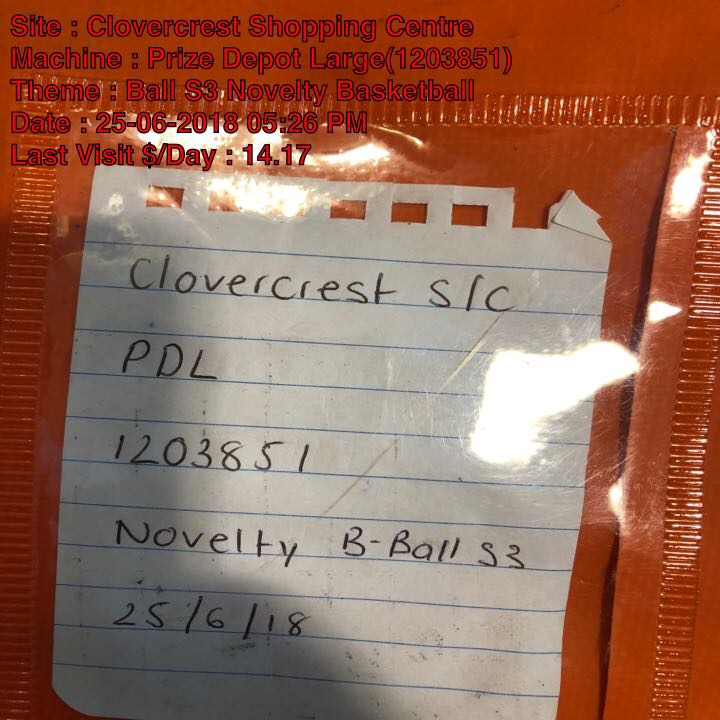 Site : Clovercrest Shopping Centre
Machine : Prize Depot Large(1203851)
Theme : Ball S3 Novelty Basketball
Date : 25-06-2018 05:26 PM
Last Visit $/Day : 14.17
Clovercrest S/C
PDL
1203851
Novelty B-Ball S3
25/6/18